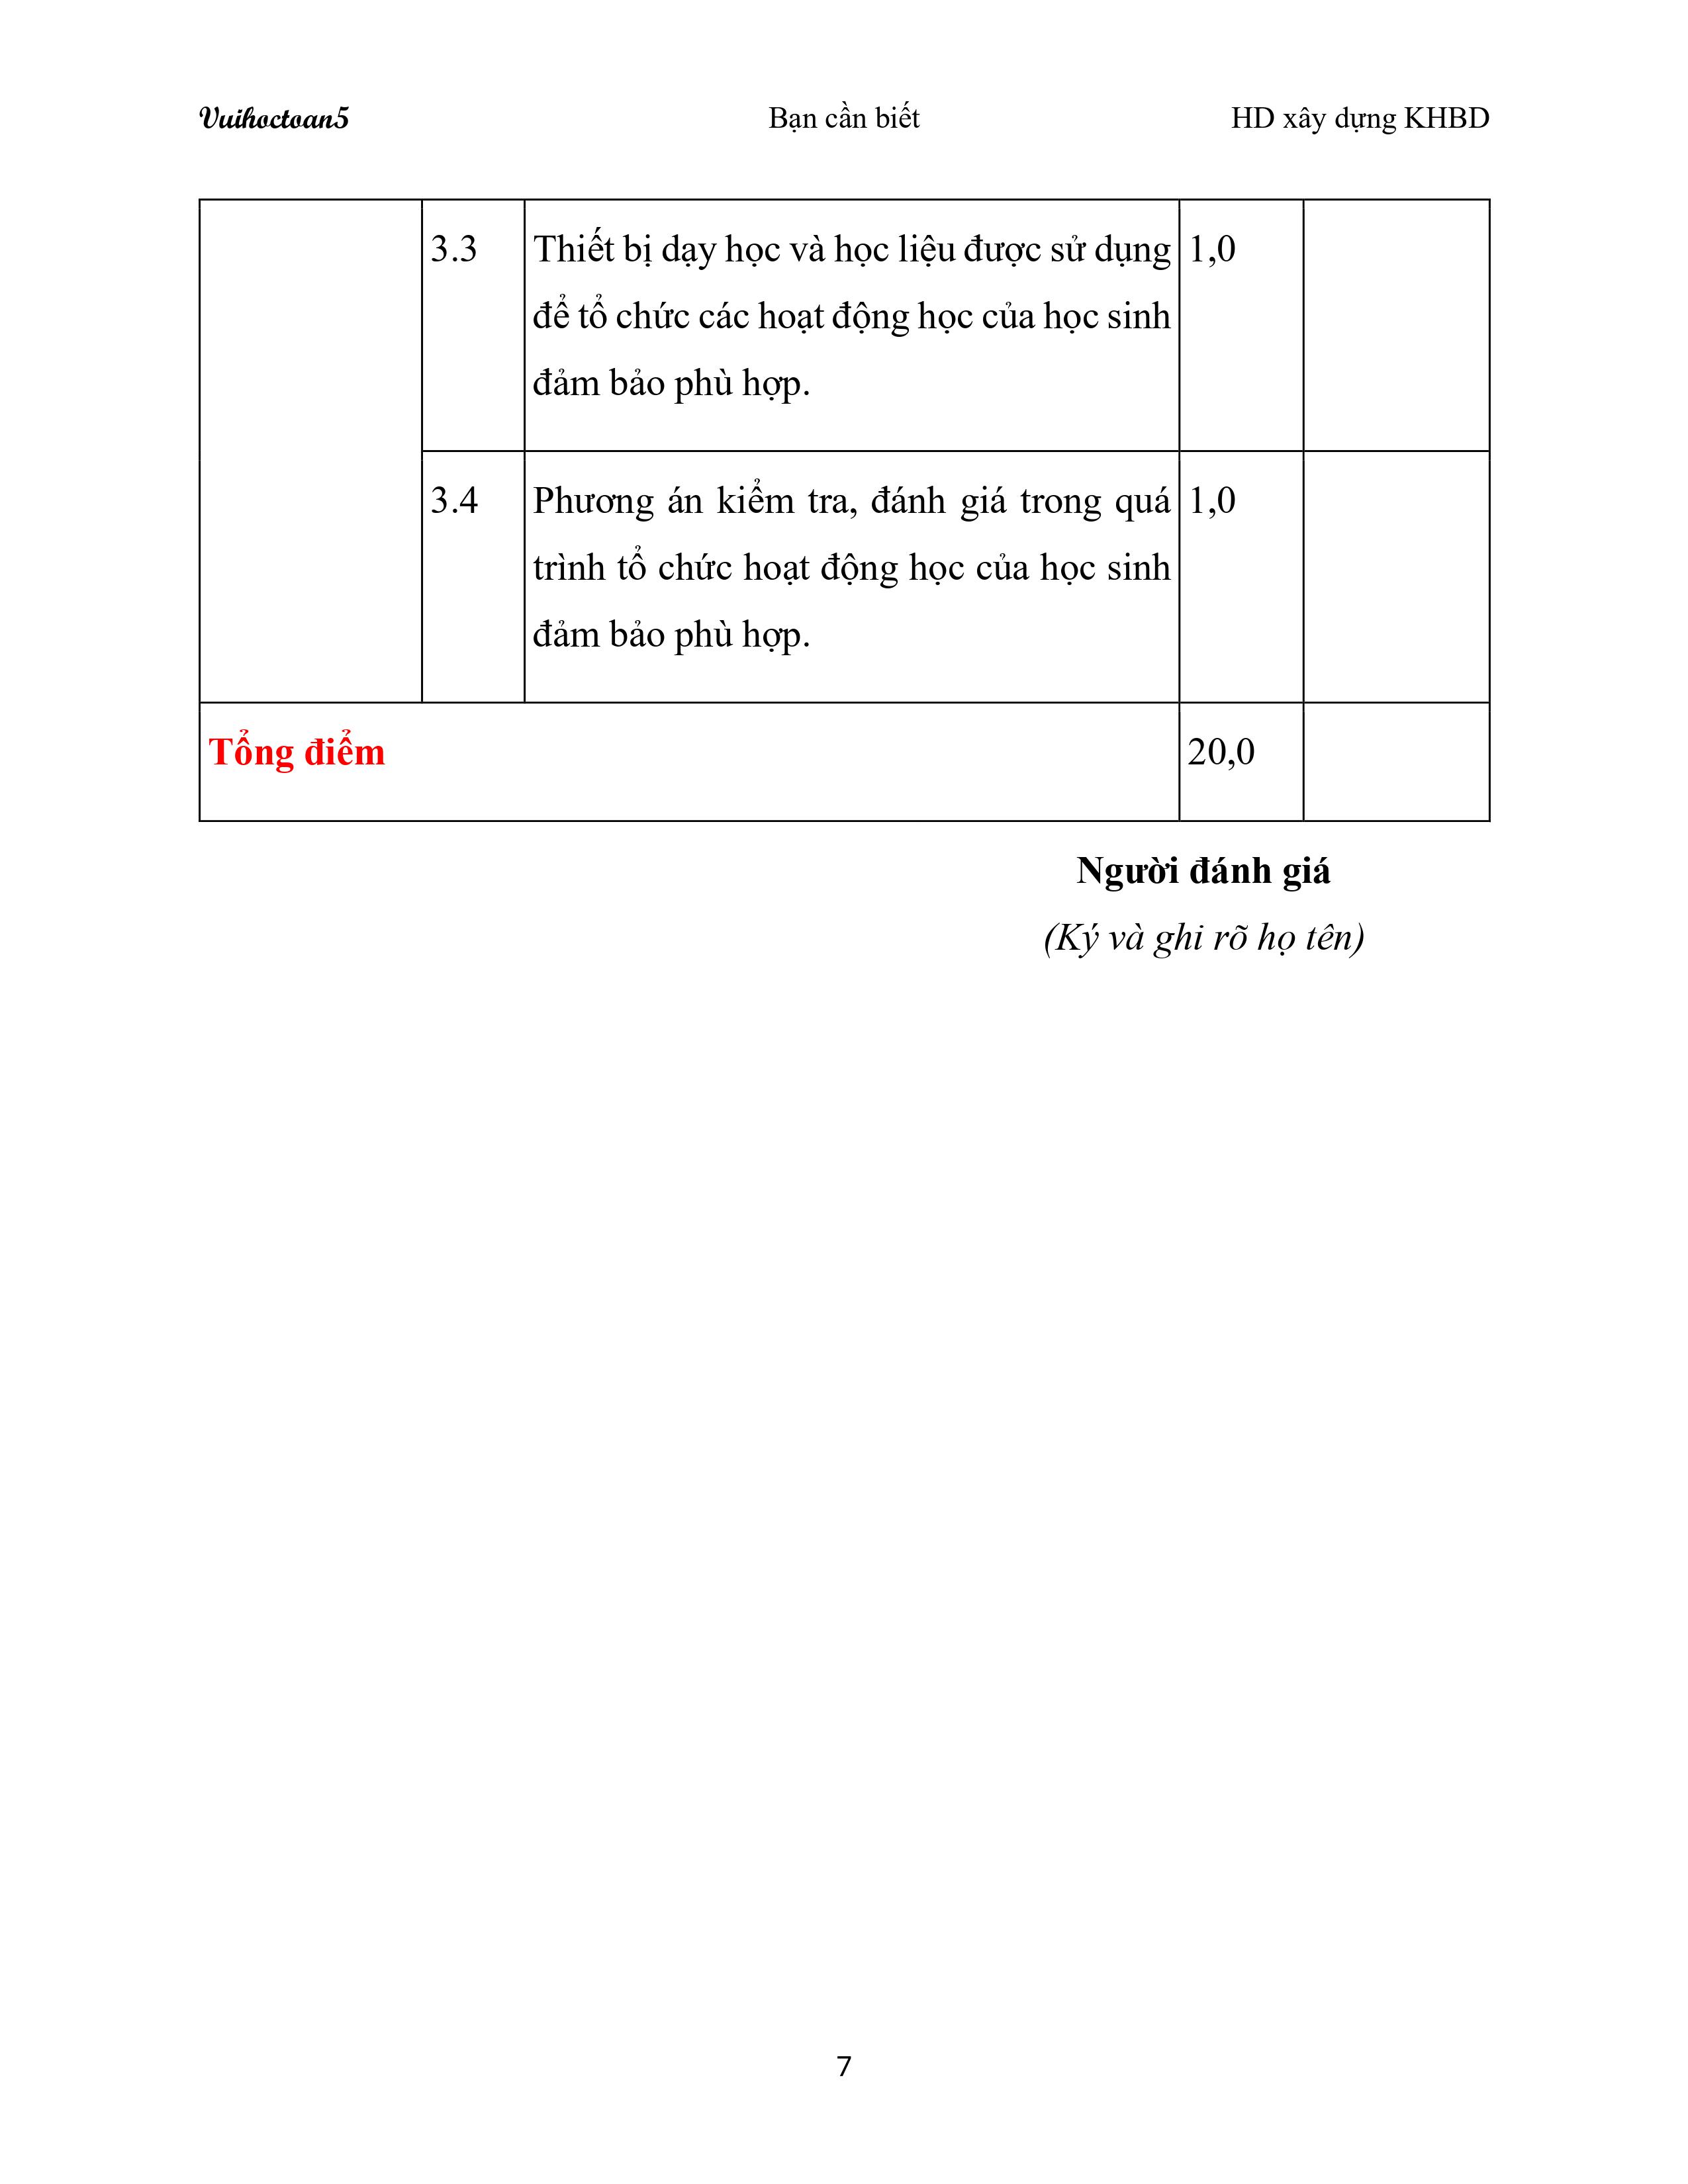 Vuihoctoan5 Bạn cần biết HD xây dựng KHBD
3.3 Thiết bị dạy học và học liệu được sử dụng 1,0
để tổ chức các hoạt động học của học sinh
đảm bảo phù hợp.
3.4 Phương án kiểm tra, đánh giá trong quá 1,0
trình tổ chức hoạt động học của học sinh
đảm bảo phù hợp.
Tổng điểm 20,0
Người đánh giá
(Ký và ghi rõ họ tên)
7